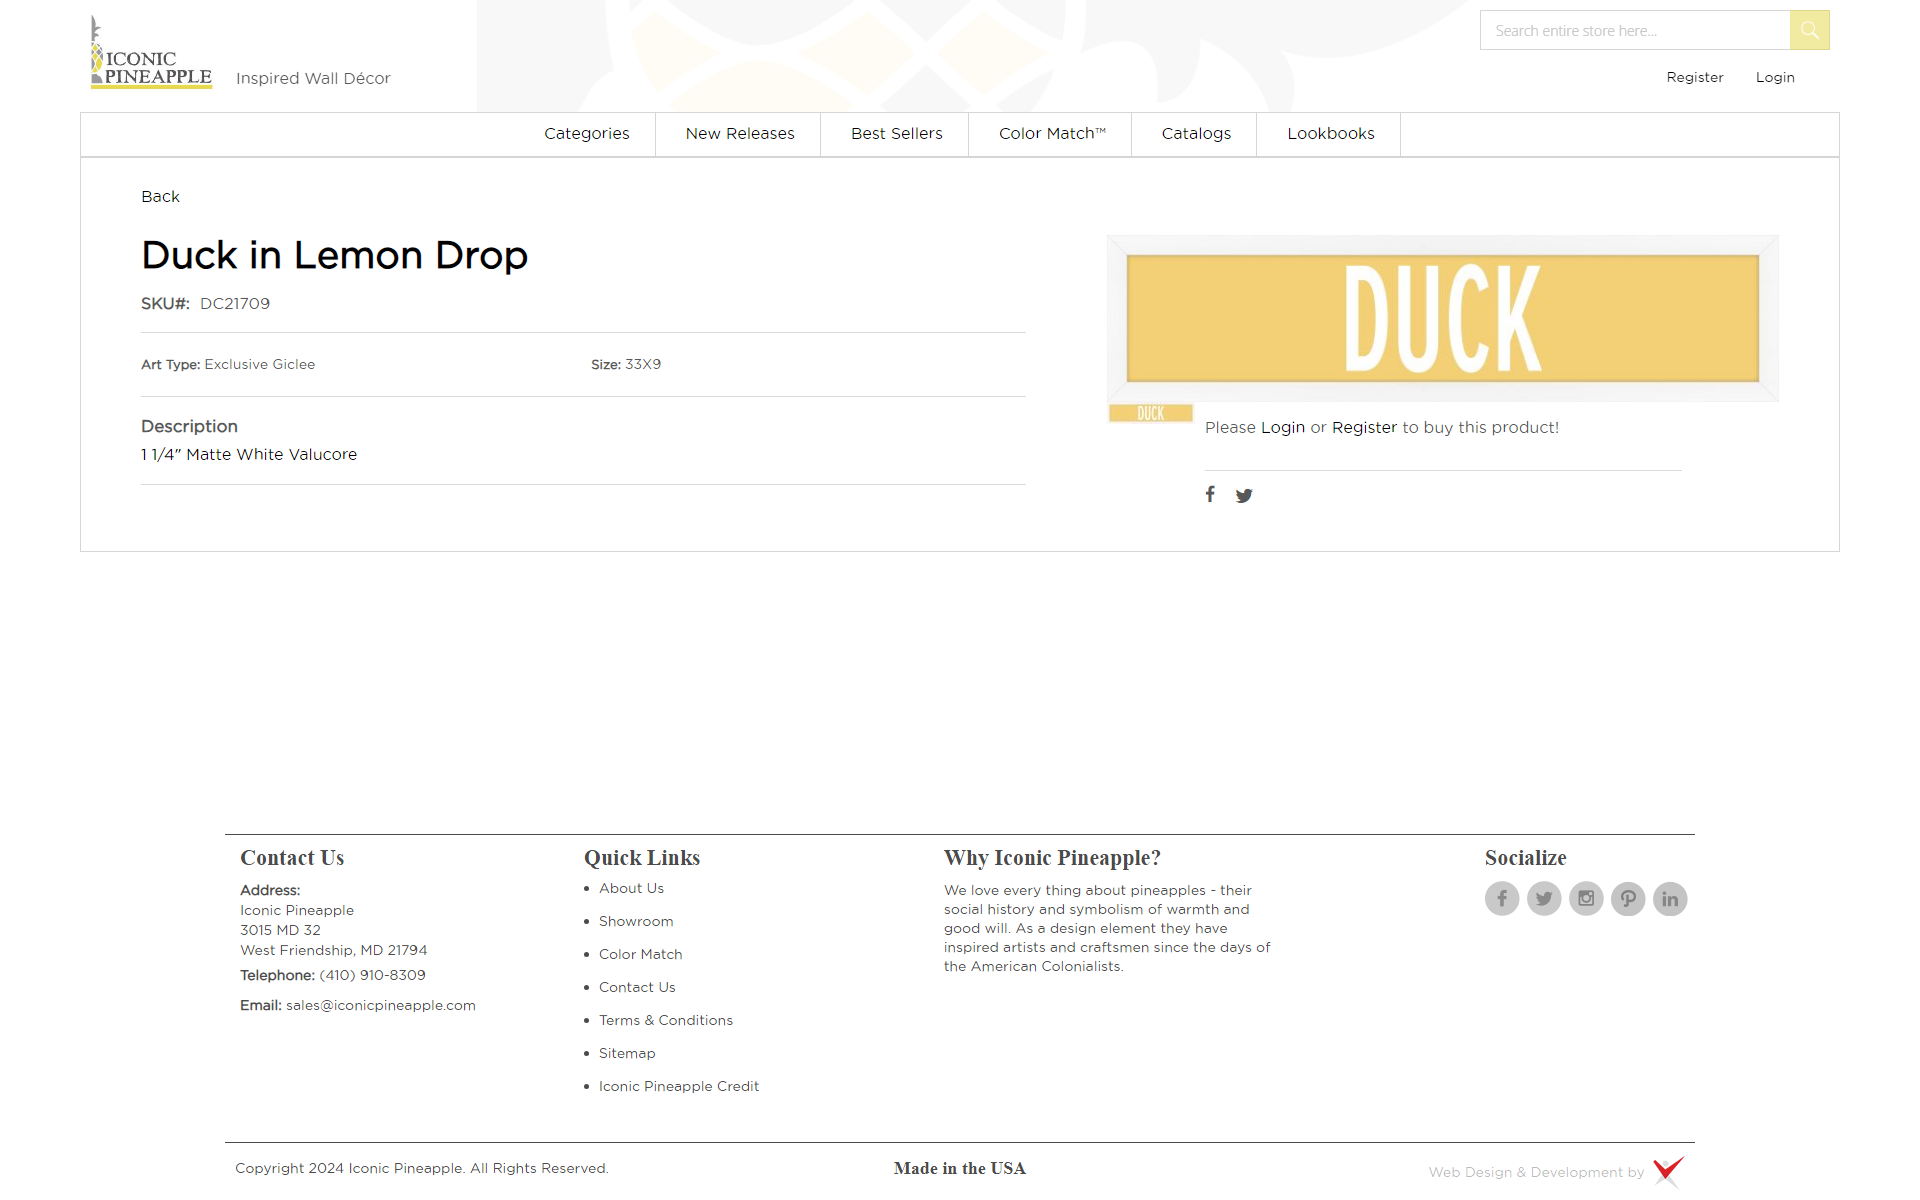 ICONIC
PINEAPPLE
Inspired Wall Décor
Search entire store here...
Register
Login
Categories
New Releases
Best Sellers
Color Match™
Catalogs
Lookbooks
Back
Duck in Lemon Drop
SKU#: DC21709
Art Type: Exclusive Giclee
Size: 33X9
Description
1 1/4" Matte White Valucore
DUCK
DUCK
Please Login or Register to buy this product!
Contact Us
Address:
Iconic Pineapple
3015 MD 32
West Friendship, MD 21794
Telephone: (410) 910-8309
Email: sales@iconicpineapple.com
Quick Links
About Us
Showroom
Color Match
Contact Us
Terms & Conditions
Sitemap
Iconic Pineapple Credit
Why Iconic Pineapple?
We love every thing about pineapples - their
social history and symbolism of warmth and
good will. As a design element they have
inspired artists and craftsmen since the days of
the American Colonialists.
Socialize
Copyright 2024 Iconic Pineapple. All Rights Reserved.
Made in the USA
Web Design & Development by